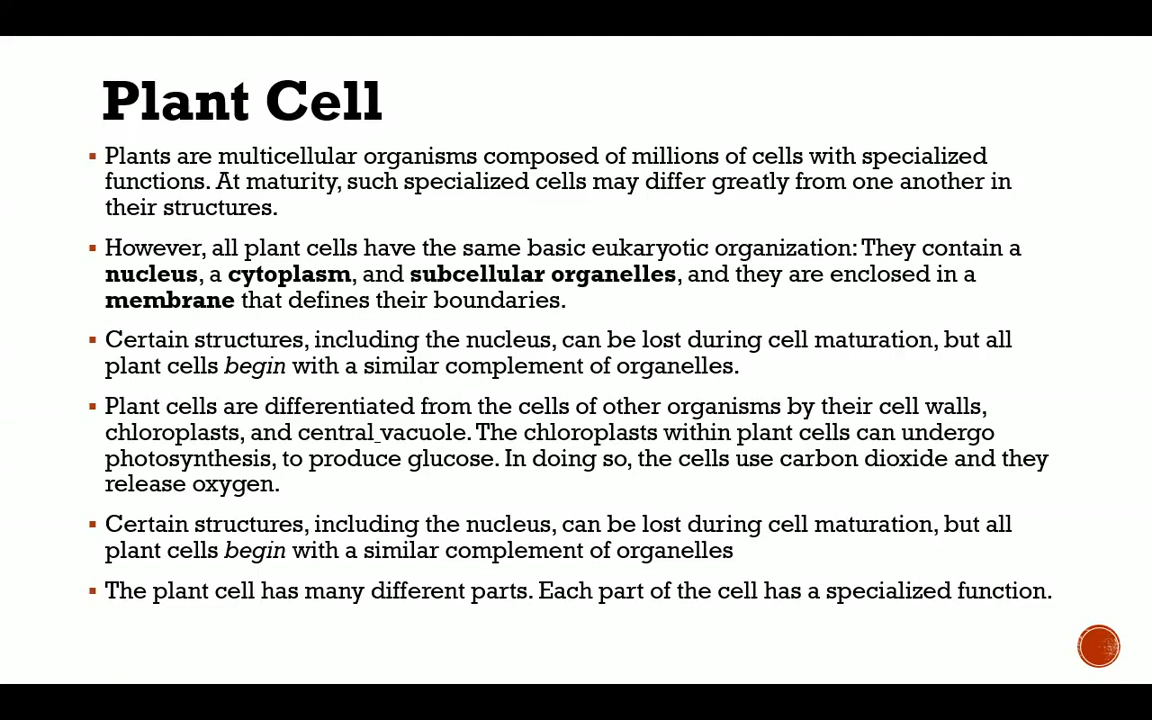 Plant Cell
▪ Plants are multicellular organisms composed of millions of cells with specialized
functions. At maturity, such specialized cells may differ greatly from one another in
their structures.
▪ However, all plant cells have the same basic eukaryotic organization: They contain a
nucleus, a cytoplasm, and subcellular organelles, and they are enclosed in a
membrane that defines their boundaries.
▪ Certain structures, including the nucleus, can be lost during cell maturation, but all
plant cells begin with a similar complement of organelles.
▪ Plant cells are differentiated from the cells of other organisms by their cell walls,
chloroplasts, and central_vacuole. The chloroplasts within plant cells can undergo
photosynthesis, to produce glucose. In doing so, the cells use carbon dioxide and they
release oxygen.
▪ Certain structures, including the nucleus, can be lost during cell maturation, but all
plant cells begin with a similar complement of organelles
▪ The plant cell has many different parts. Each part of the cell has a specialized function.